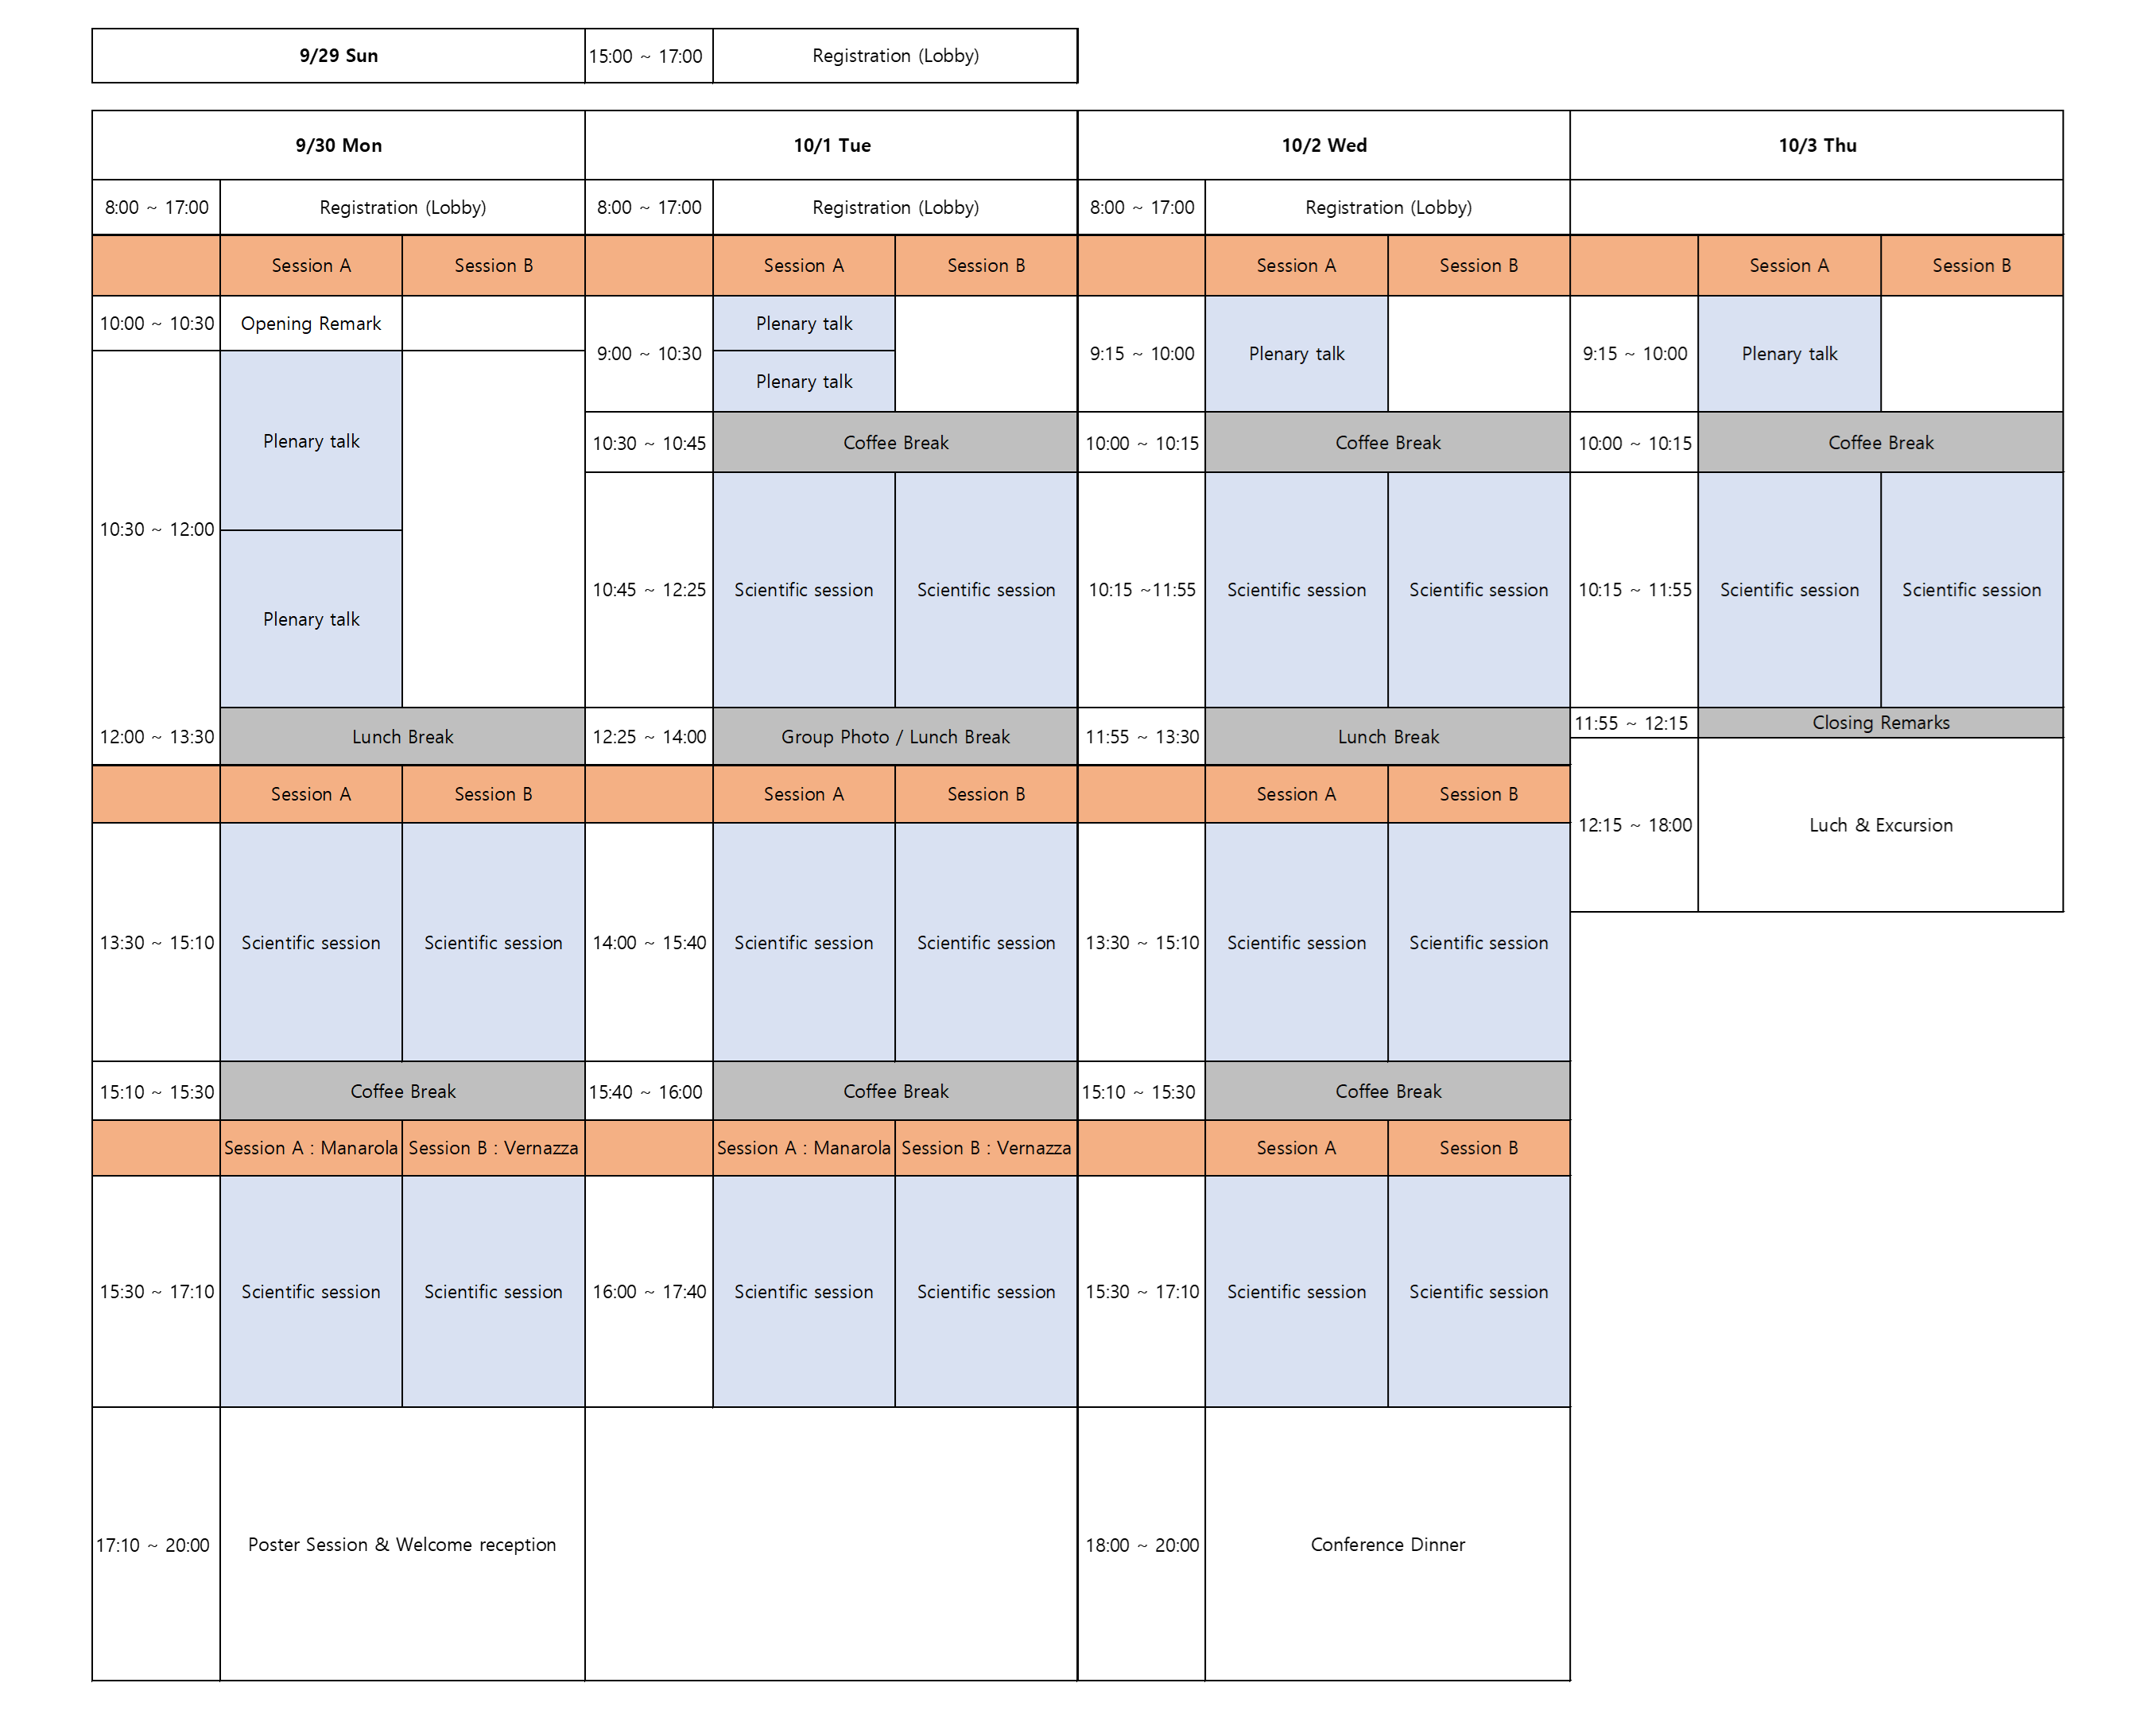 9/29 Sun 15:00 ~ 17:00 Registration (Lobby)
9/30 Mon 10/1 Tue 10/2 Wed 10/3 Thu
8:00 ~ 17:00 Registration (Lobby) 8:00 ~ 17:00 Registration (Lobby) 8:00 ~ 17:00 Registration (Lobby)
Session A Session B Session A Session B Session A Session B Session A Session B
10:00 ~ 10:30 Opening Remark Plenary talk
9:00 ~ 10:30 9:15 ~ 10:00 Plenary talk 9:15 ~ 10:00 Plenary talk
Plenary talk
Plenary talk 10:30 ~ 10:45 Coffee Break 10:00 ~ 10:15 Coffee Break 10:00 ~ 10:15 Coffee Break
10:30 ~ 12:00
10:45 ~ 12:25 Scientific session Scientific session 10:15 ~11:55 Scientific session Scientific session 10:15 ~ 11:55 Scientific session Scientific session
Plenary talk
11:55 ~ 12:15 Closing Remarks
12:00 ~ 13:30 Lunch Break 12:25 ~ 14:00 Group Photo / Lunch Break 11:55 ~ 13:30 Lunch Break
Session A Session B Session A Session B Session A Session B
12:15 ~ 18:00 Luch & Excursion
13:30 ~ 15:10 Scientific session Scientific session 14:00 ~ 15:40 Scientific session Scientific session 13:30 ~ 15:10 Scientific session Scientific session
15:10 ~ 15:30 Coffee Break 15:40 ~ 16:00 Coffee Break 15:10 ~ 15:30 Coffee Break
Session A : Manarola Session B : Vernazza Session A : Manarola Session B : Vernazza Session A Session B
15:30 ~ 17:10 Scientific session Scientific session 16:00 ~ 17:40 Scientific session Scientific session 15:30 ~ 17:10 Scientific session Scientific session
17:10 ~ 20:00 Poster Session & Welcome reception 18:00 ~ 20:00 Conference Dinner